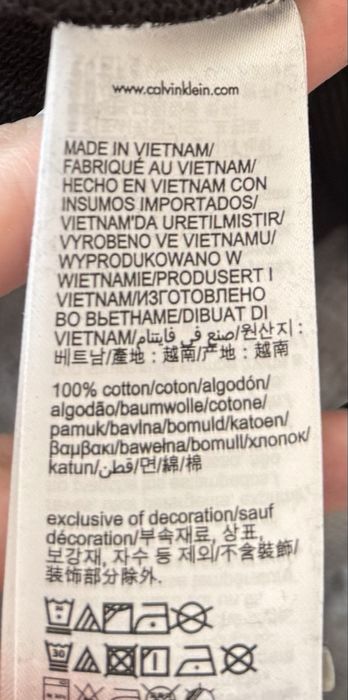 www.calvinklein.com
MADE IN VIETNAM/
FABRIQUÉ AU VIETNAM/
HECHO EN VIETNAM CON
INSUMOS IMPORTADOS/
VIETNAM'DA URETILMISTIR/
VYROBENO VE VIETNAMU/
WYPRODUKOWANO W
WIETNAMIE/PRODUSERT I
VIETNAM/ИЗГОТОВЛЕНО
ВО ВЬЕТНАМЕ/DIBUAT DI
VIETNAM/صنع في فايتنام/원산지 :
베트남/產地 : 越南/产地 : 越南
100% cotton/coton/algodón/
algodão/baumwolle/cotone/
pamuk/bavlna/bomuld/katoen/
βαμβακι/bawełna/bomull/хлопок/
katun/قطن/면/綿/棉
exclusive of decoration/sauf
décoration/부속재료, 상표,
보강재, 자수 등 제외/不含裝飾/
装饰部分除外.
30